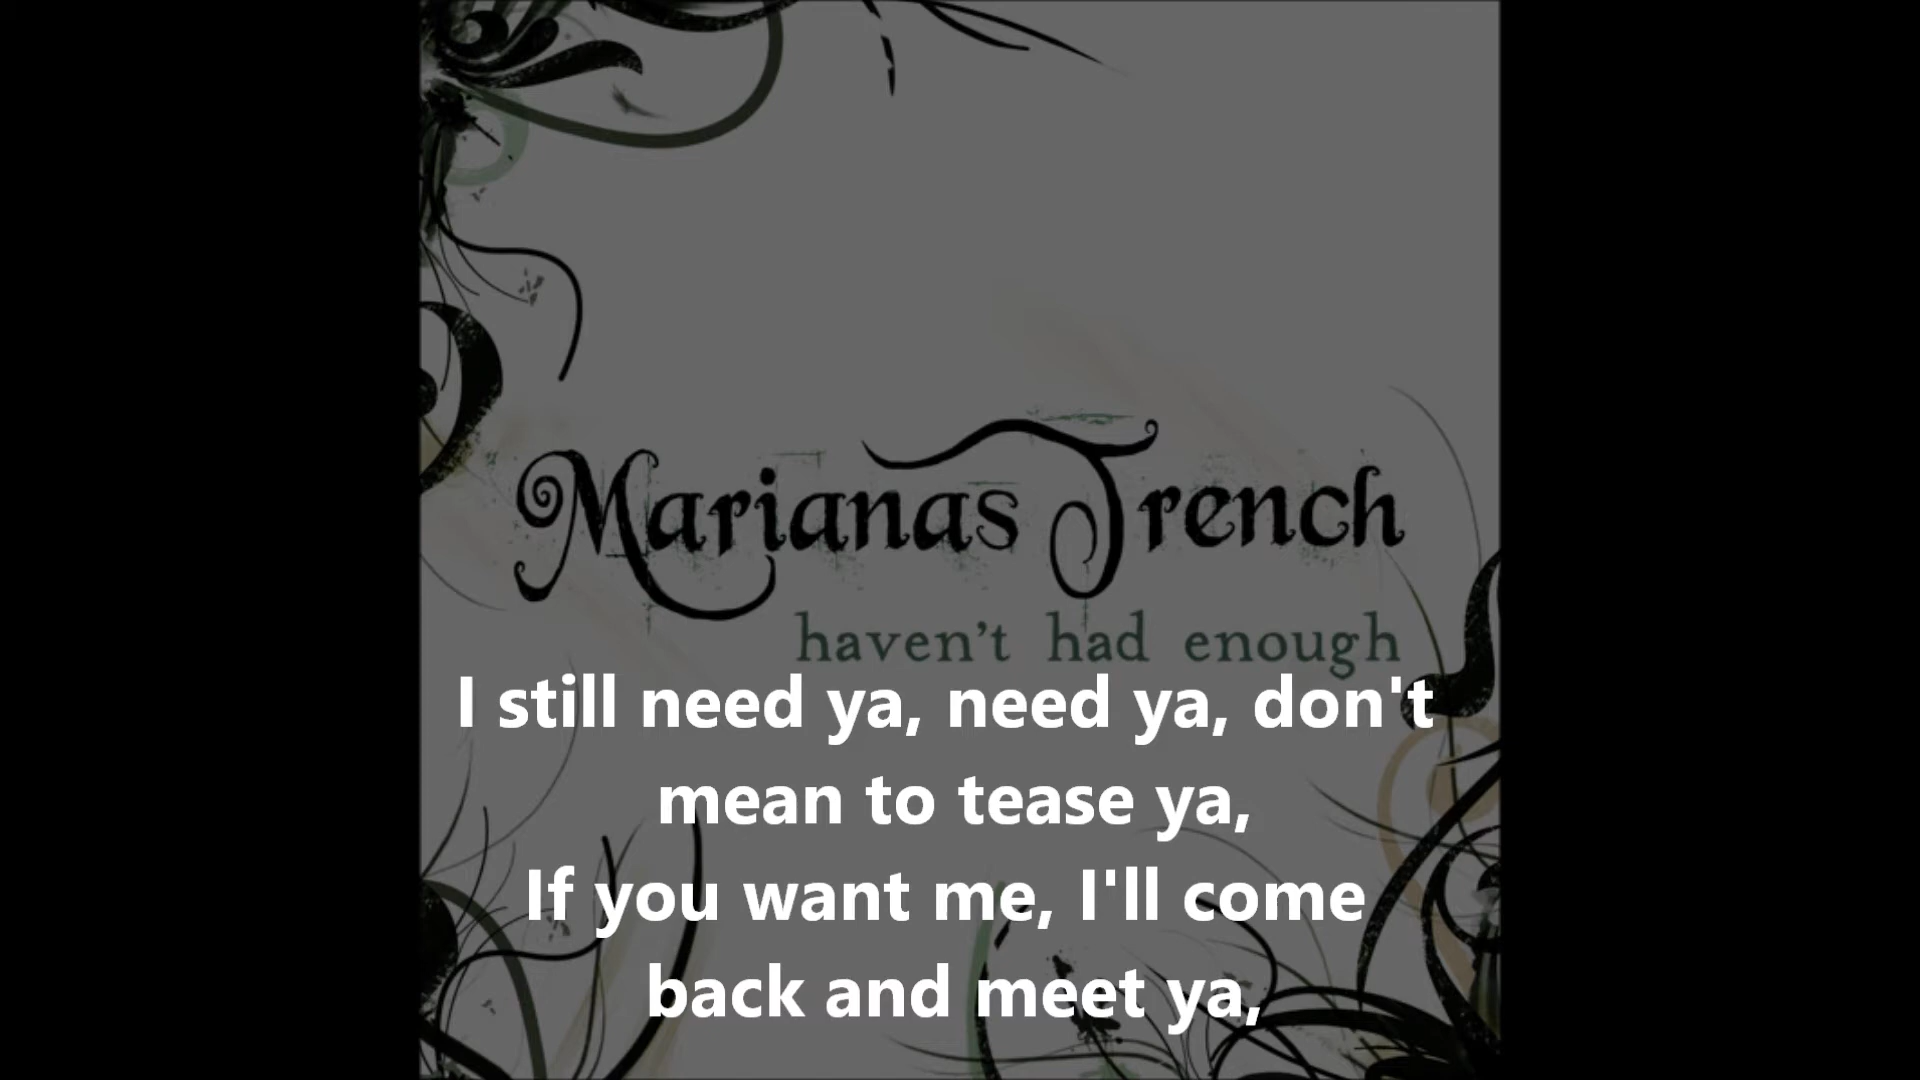 Marianas Trench
haven't had enough
I still need ya, need ya, don't
mean to tease ya,
If you want me, I'll come
back and meet ya,